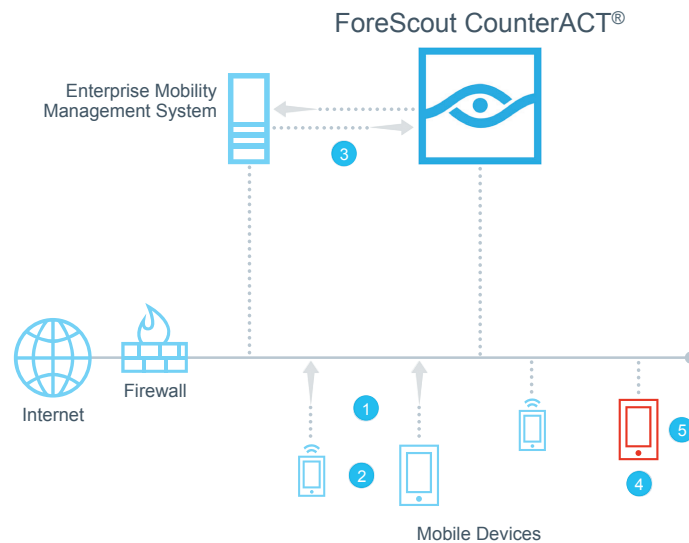 ForeScout CounterACT®
Enterprise Mobility
Management System
3
Firewall
Internet
1
2
5
4
Mobile Devices